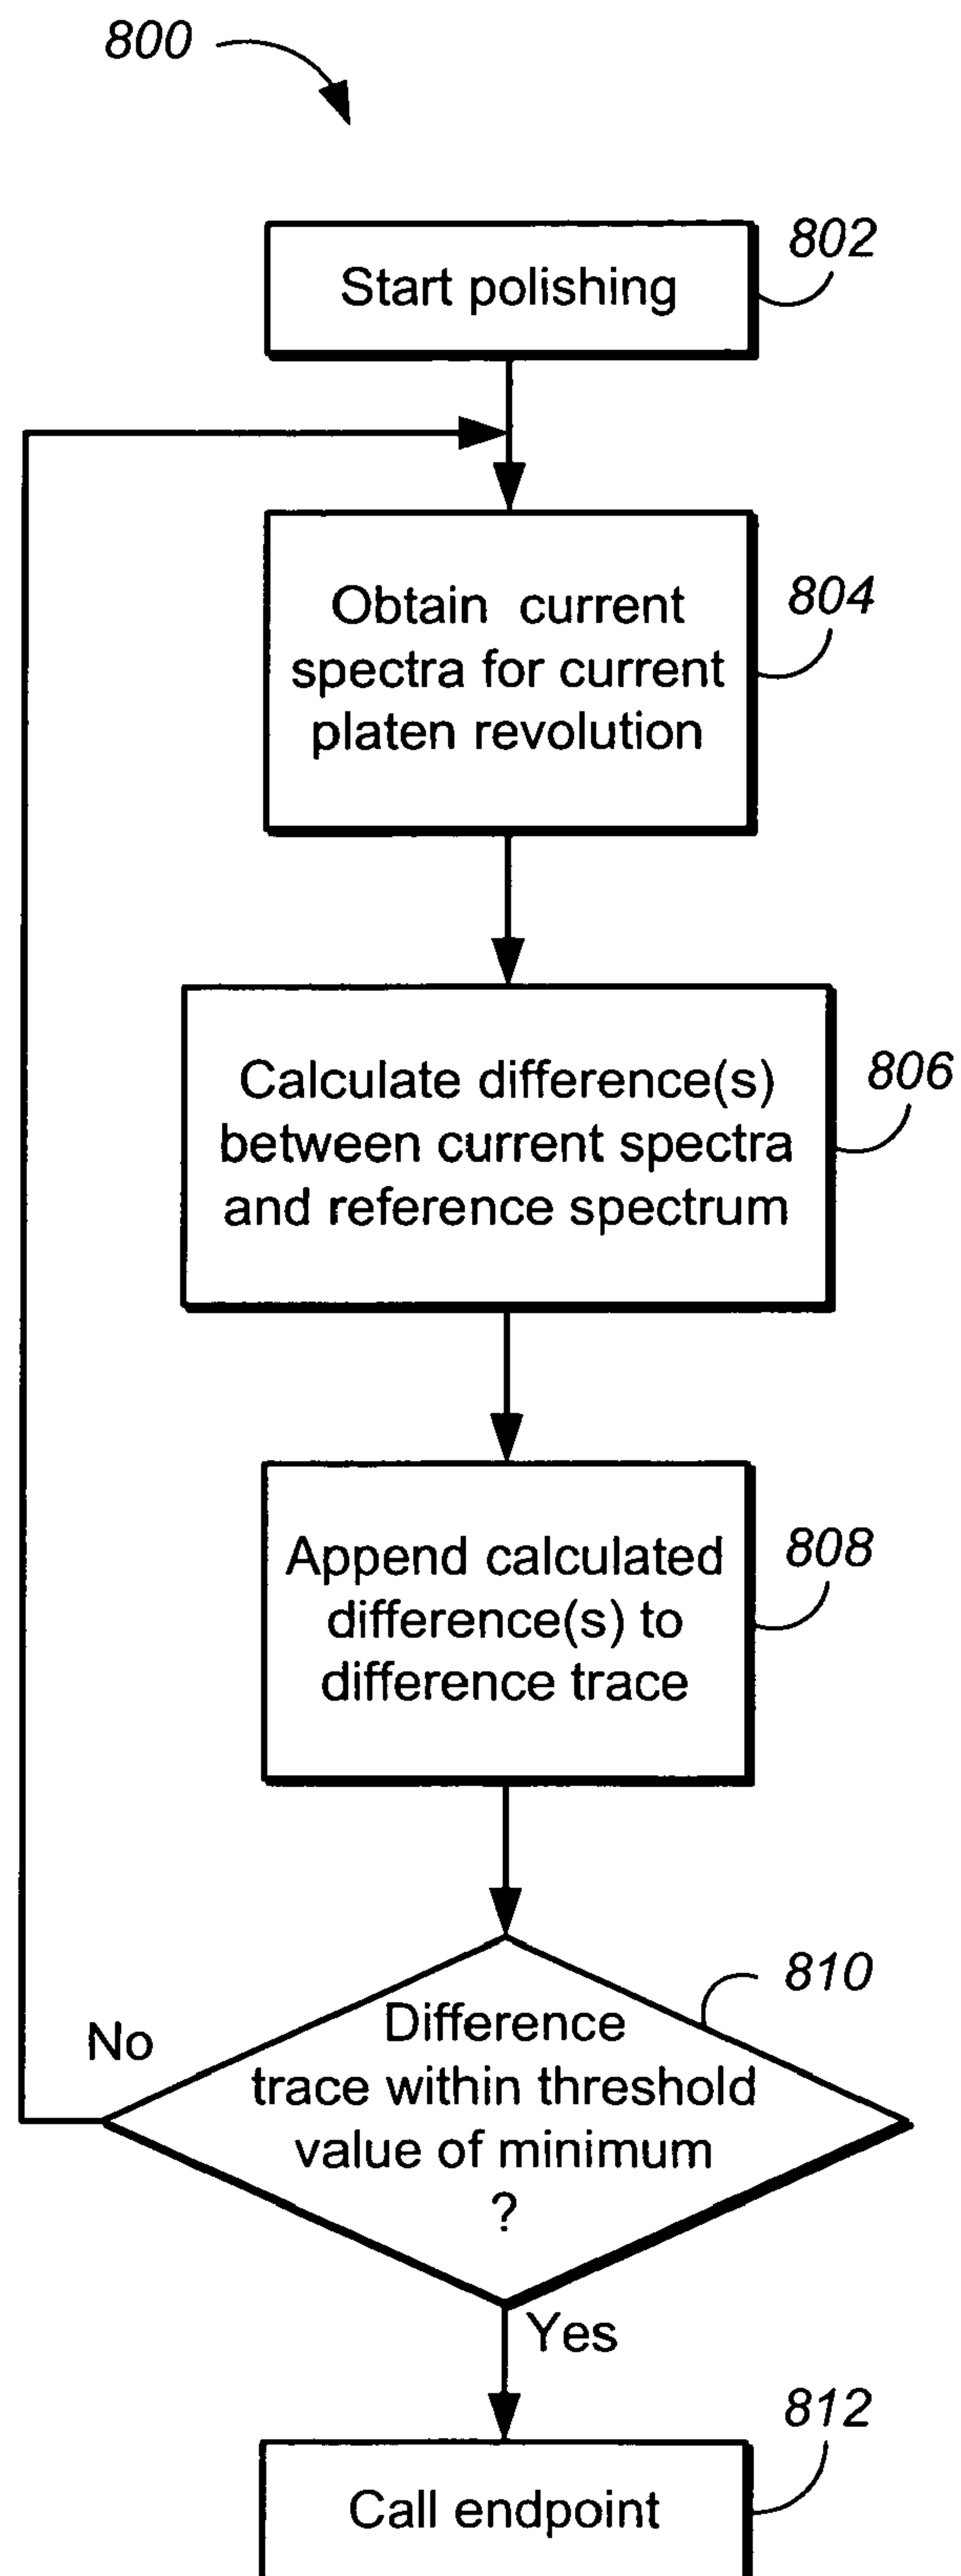 800
802
Start polishing
804
Obtain current
spectra for current
platen revolution
806
Calculate difference(s)
between current spectra
and reference spectrum
808
Append calculated
difference(s) to
difference trace
810
No
Difference
trace within threshold
value of minimum
?
Yes
812
Call endpoint